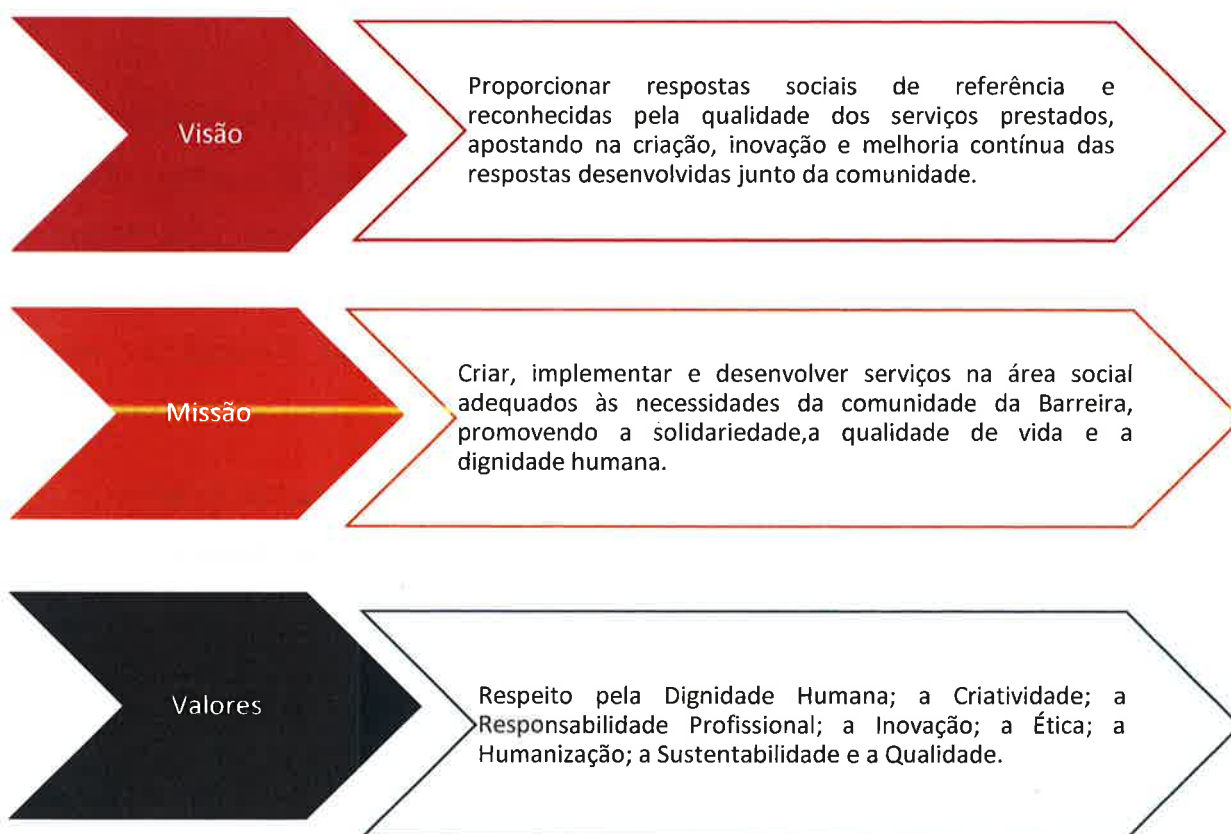 Visão
Proporcionar respostas sociais de referência e
reconhecidas pela qualidade dos serviços prestados,
apostando na criação, inovação e melhoria contínua das
respostas desenvolvidas junto da comunidade.
Missão
Criar, implementar e desenvolver serviços na área social
adequados às necessidades da comunidade da Barreira,
promovendo a solidariedade,a qualidade de vida e a
dignidade humana.
Valores
Respeito pela Dignidade Humana; a Criatividade; a
Responsabilidade Profissional; a Inovação; a Ética; a
Humanização; a Sustentabilidade e a Qualidade.